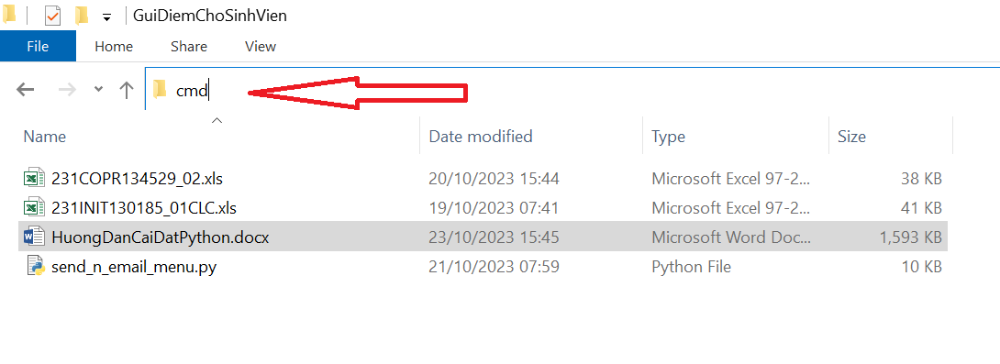 GuiDiemChoSinhVien
File Home Share View
cmd
Name Date modified Type Size
231COPR134529_02.xls 20/10/2023 15:44 Microsoft Excel 97-2... 38 KB
231INIT130185_01CLC.xls 19/10/2023 07:41 Microsoft Excel 97-2... 41 KB
HuongDanCaiDatPython.docx 23/10/2023 15:45 Microsoft Word Doc... 1,593 KB
send_n_email_menu.py 21/10/2023 07:59 Python File 10 KB